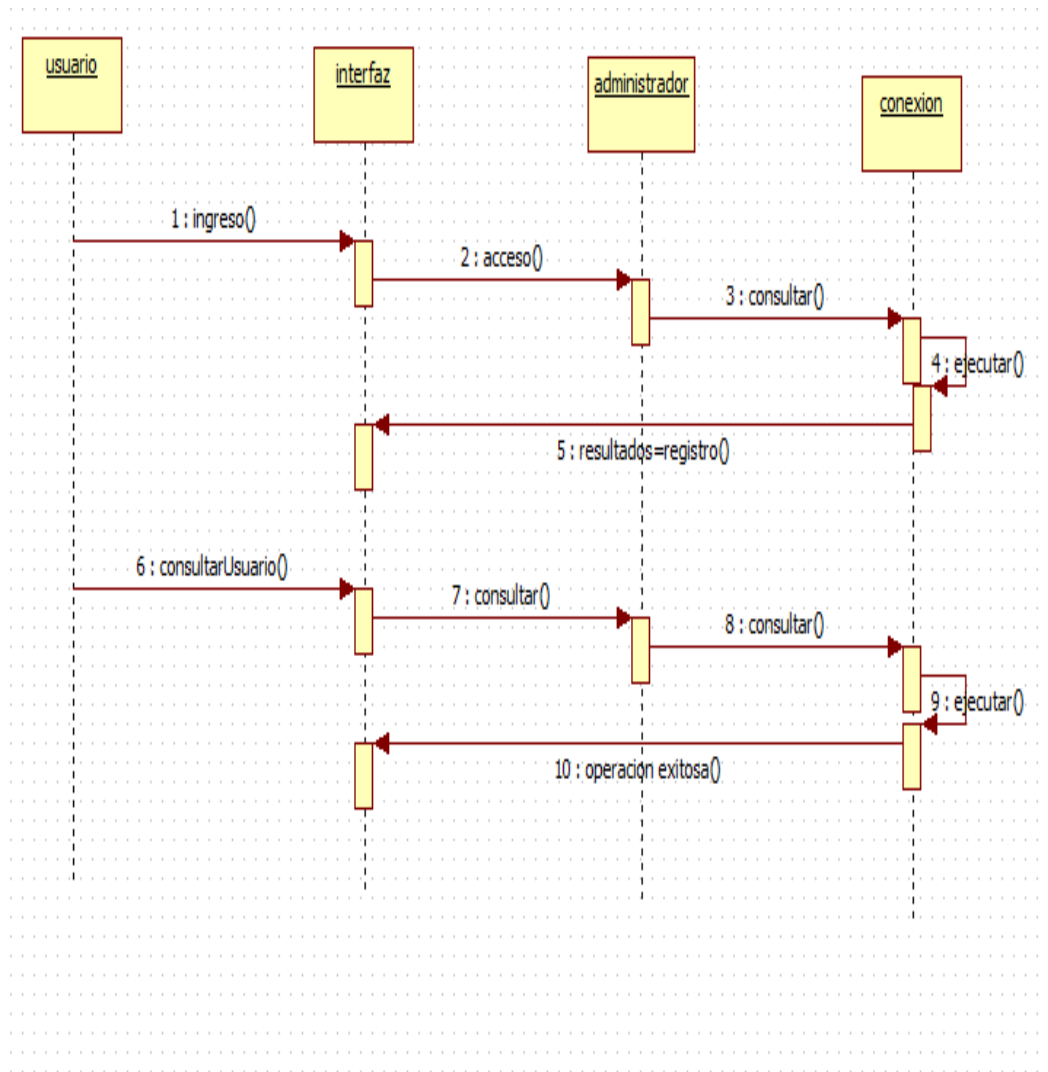 usuario
interfaz
administrador
conexion
1 : ingreso()
2 : acceso()
3 : consultar()
4 : ejecutar()
5 : resultados=registro()
6 : consultarUsuario()
7 : consultar()
8 : consultar()
9 : ejecutar()
10 : operacion exitosa()